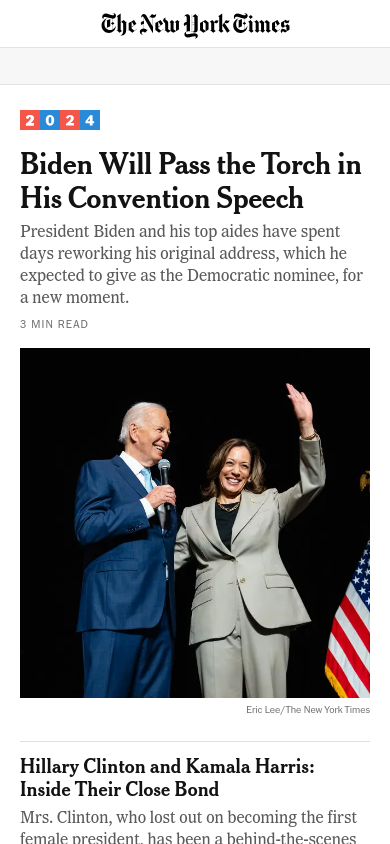 The New York Times
2024
Biden Will Pass the Torch in
His Convention Speech
President Biden and his top aides have spent
days reworking his original address, which he
expected to give as the Democratic nominee, for
a new moment.
3 MIN READ
Eric Lee/The New York Times
Hillary Clinton and Kamala Harris:
Inside Their Close Bond
Mrs. Clinton, who lost out on becoming the first
female president, has been a behind-the-scenes